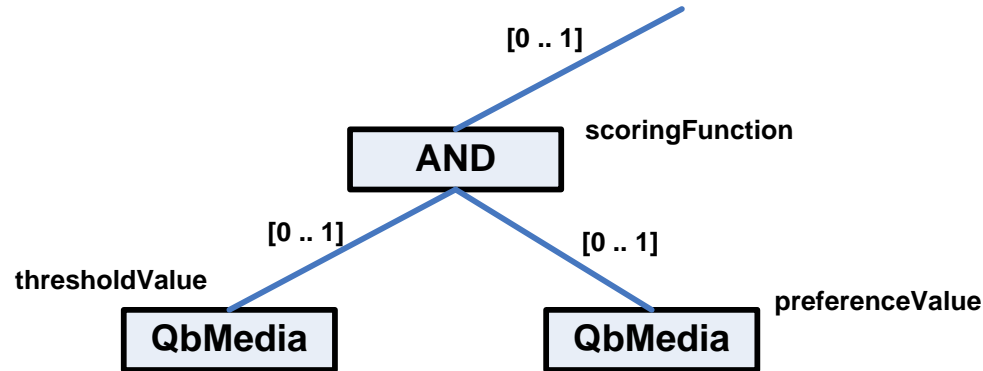 [0 .. 1]
scoringFunction
AND
[0 .. 1]
[0 .. 1]
thresholdValue
preferenceValue
QbMedia
QbMedia